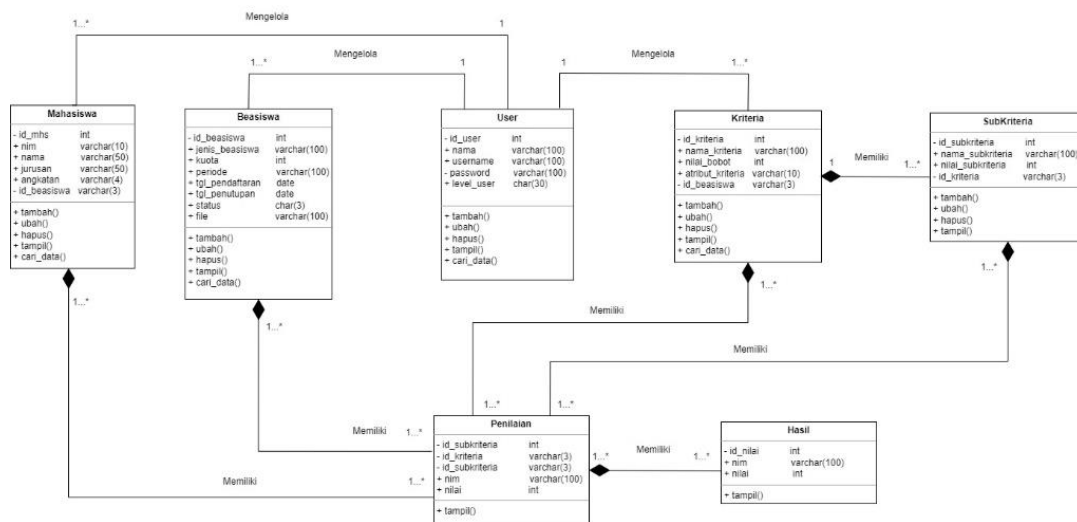 Mengelola
1...*
1
Mengelola
1...*
1
Mengelola
1
1...*
Mahasiswa
- id_mhs int
+ nim varchar(10)
+ nama varchar(50)
+ jurusan varchar(50)
+ angkatan varchar(4)
- id_beasiswa varchar(3)
+ tambah()
+ ubah()
+ hapus()
+ tampil()
+ cari_data()
Beasiswa
- id_beasiswa int
+ jenis_beasiswa varchar(100)
+ kuota int
+ periode varchar(100)
+ tgl_pendaftaran date
+ tgl_penutupan date
+ status char(3)
+ file varchar(100)
+ tambah()
+ ubah()
+ hapus()
+ tampil()
+ cari_data()
User
- id_user int
+ nama varchar(100)
+ username varchar(100)
- password varchar(100)
+ level_user char(30)
+ tambah()
+ ubah()
+ hapus()
+ tampil()
+ cari_data()
Kriteria
- id_kriteria int
+ nama_kriteria varchar(100)
+ nilai_bobot int
+ atribut_kriteria varchar(10)
- id_beasiswa varchar(3)
+ tambah()
+ ubah()
+ hapus()
+ tampil()
+ cari_data()
1 Memiliki 1...*
SubKriteria
- id_subkriteria int
+ nama_subkriteria varchar(100)
+ nilai_subkriteria int
- id_kriteria varchar(3)
+ tambah()
+ ubah()
+ hapus()
+ tampil()
1...*
1...*
1...*
1...*
Memiliki
Memiliki
1...*
1...*
Memiliki
1...*
Memiliki
1...*
Penilaian
- id_subkriteria int
- id_kriteria varchar(3)
- id_subkriteria varchar(3)
+ nim varchar(100)
+ nilai int
+ tampil()
1...*
Memiliki
1...*
Hasil
- id_nilai int
+ nim varchar(100)
+ nilai int
+ tampil()